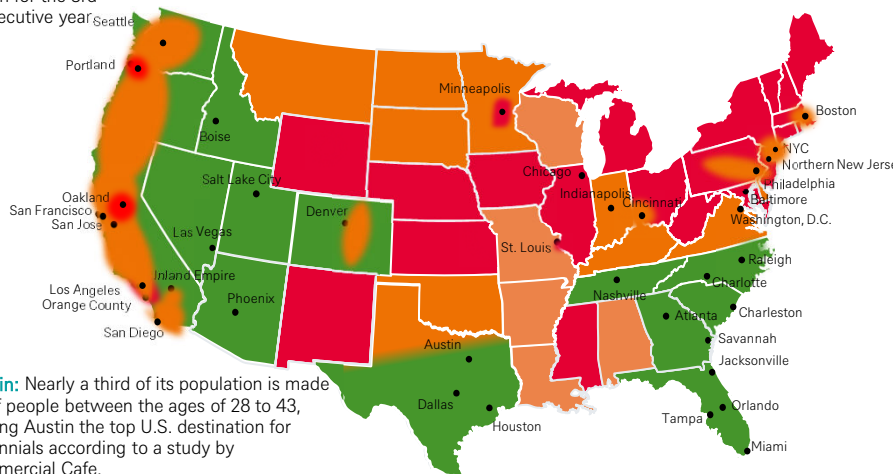 ecutive year
Seattle
Portland
Boise
Minneapolis
Boston
NYC
Northern New Jerse
Philadelphia
Baltimore
Washington, D.C.
Chicago
Indianapolis
Cincinnati
Salt Lake City
Oakland
San Francisco
San Jose
Denver
Las Vegas
St. Louis
Raleigh
Inland Empire
Los Angeles
Orange County
Phoenix
Nashville
Charlotte
Charleston
Atlanta
San Diego
Savannah
Austin
Jacksonville
in: Nearly a third of its population is made
f people between the ages of 28 to 43,
ng Austin the top U.S. destination for
nnials according to a study by
mercial Cafe.
Dallas
Houston
Orlando
Tampa
Miami